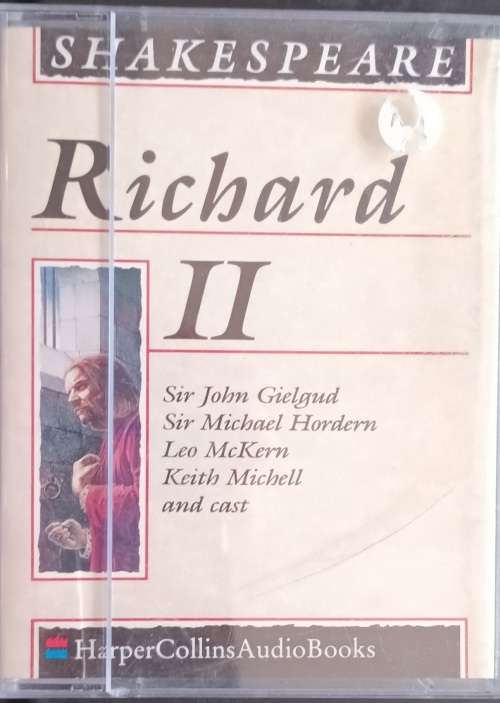 SHAKESPEARE
Richard
II
Sir John Gielgud
Sir Michael Hordern
Leo McKern
Keith Michell
and cast
HarperCollinsAudioBooks